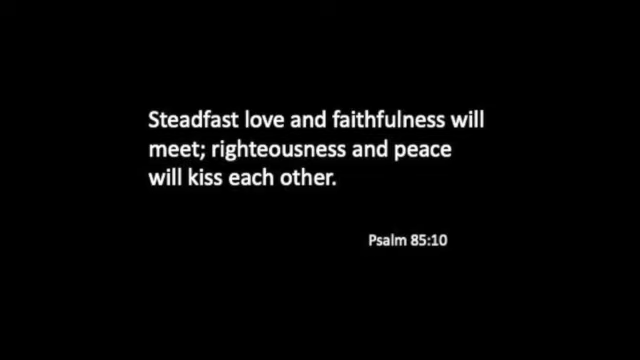 Steadfast love and faithfulness will
meet; righteousness and peace
will kiss each other.
Psalm 85:10